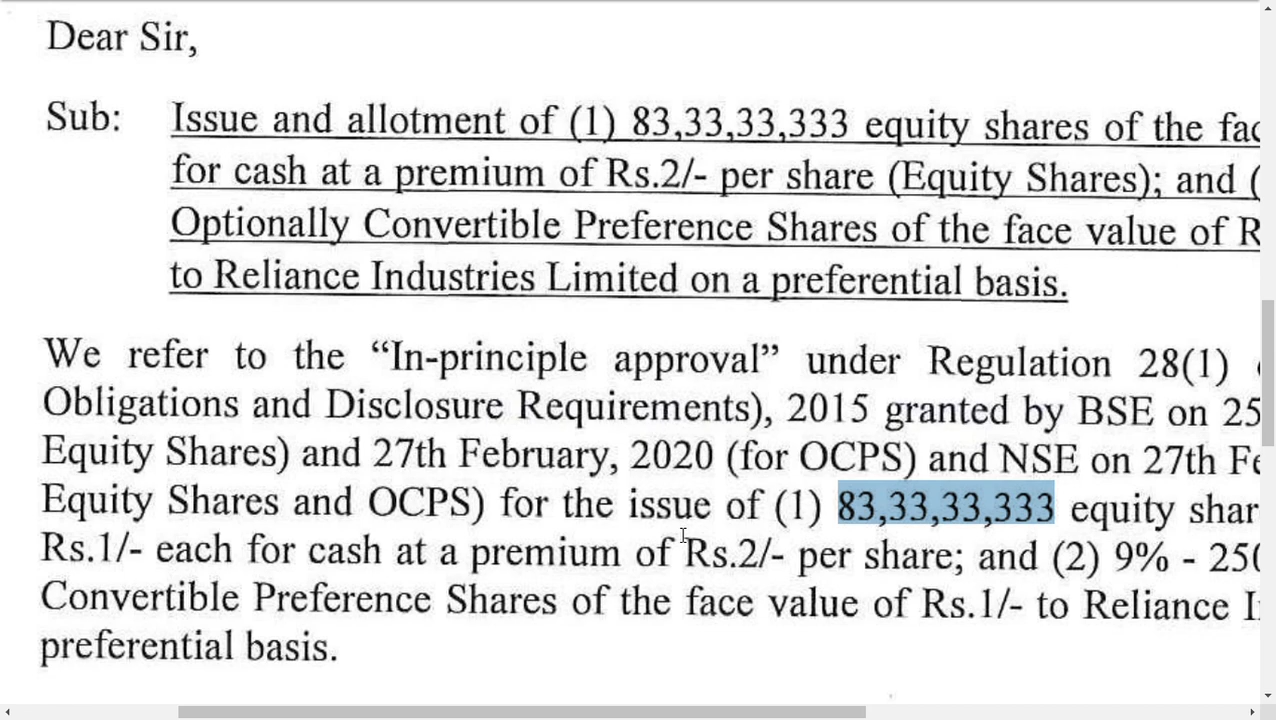 Dear Sir,
Sub: Issue and allotment of (1) 83,33,33,333 equity shares of the fac
for cash at a premium of Rs.2/- per share (Equity Shares); and (
Optionally Convertible Preference Shares of the face value of R
to Reliance Industries Limited on a preferential basis.
We refer to the “In-principle approval” under Regulation 28(1)
Obligations and Disclosure Requirements), 2015 granted by BSE on 25
Equity Shares) and 27th February, 2020 (for OCPS) and NSE on 27th Fe
Equity Shares and OCPS) for the issue of (1) 83,33,33,333 equity shar
Rs.1/- each for cash at a premium of Rs.2/- per share; and (2) 9% - 250
Convertible Preference Shares of the face value of Rs.1/- to Reliance I
preferential basis.